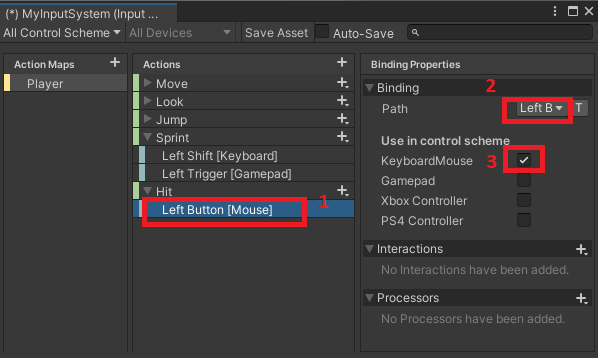 (*) MyInputSystem (Input ...
All Control Scheme All Devices Save Asset Auto-Save
Action Maps + Actions + Binding Properties
Player
Move
Look
Jump
Sprint
Left Shift [Keyboard]
Left Trigger [Gamepad]
Hit
Left Button [Mouse]
1
Binding
2
Path Left B T
Use in control scheme
KeyboardMouse 3
Gamepad
Xbox Controller
PS4 Controller
Interactions
No Interactions have been added.
Processors
No Processors have been added.